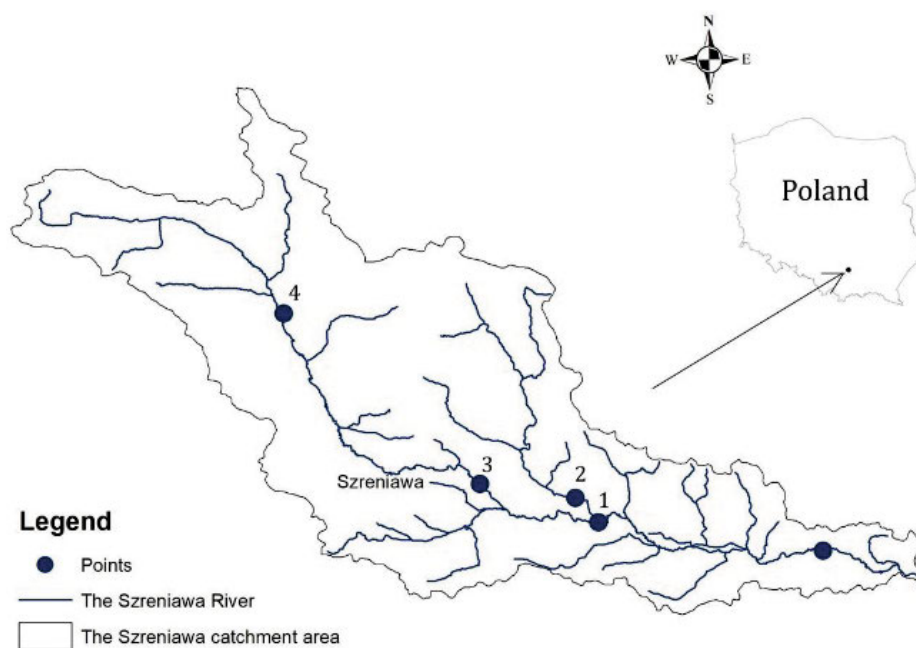 N
W E
S
Poland
4
3
Szreniawa
2
1
Legend
Points
The Szreniawa River
The Szreniawa catchment area